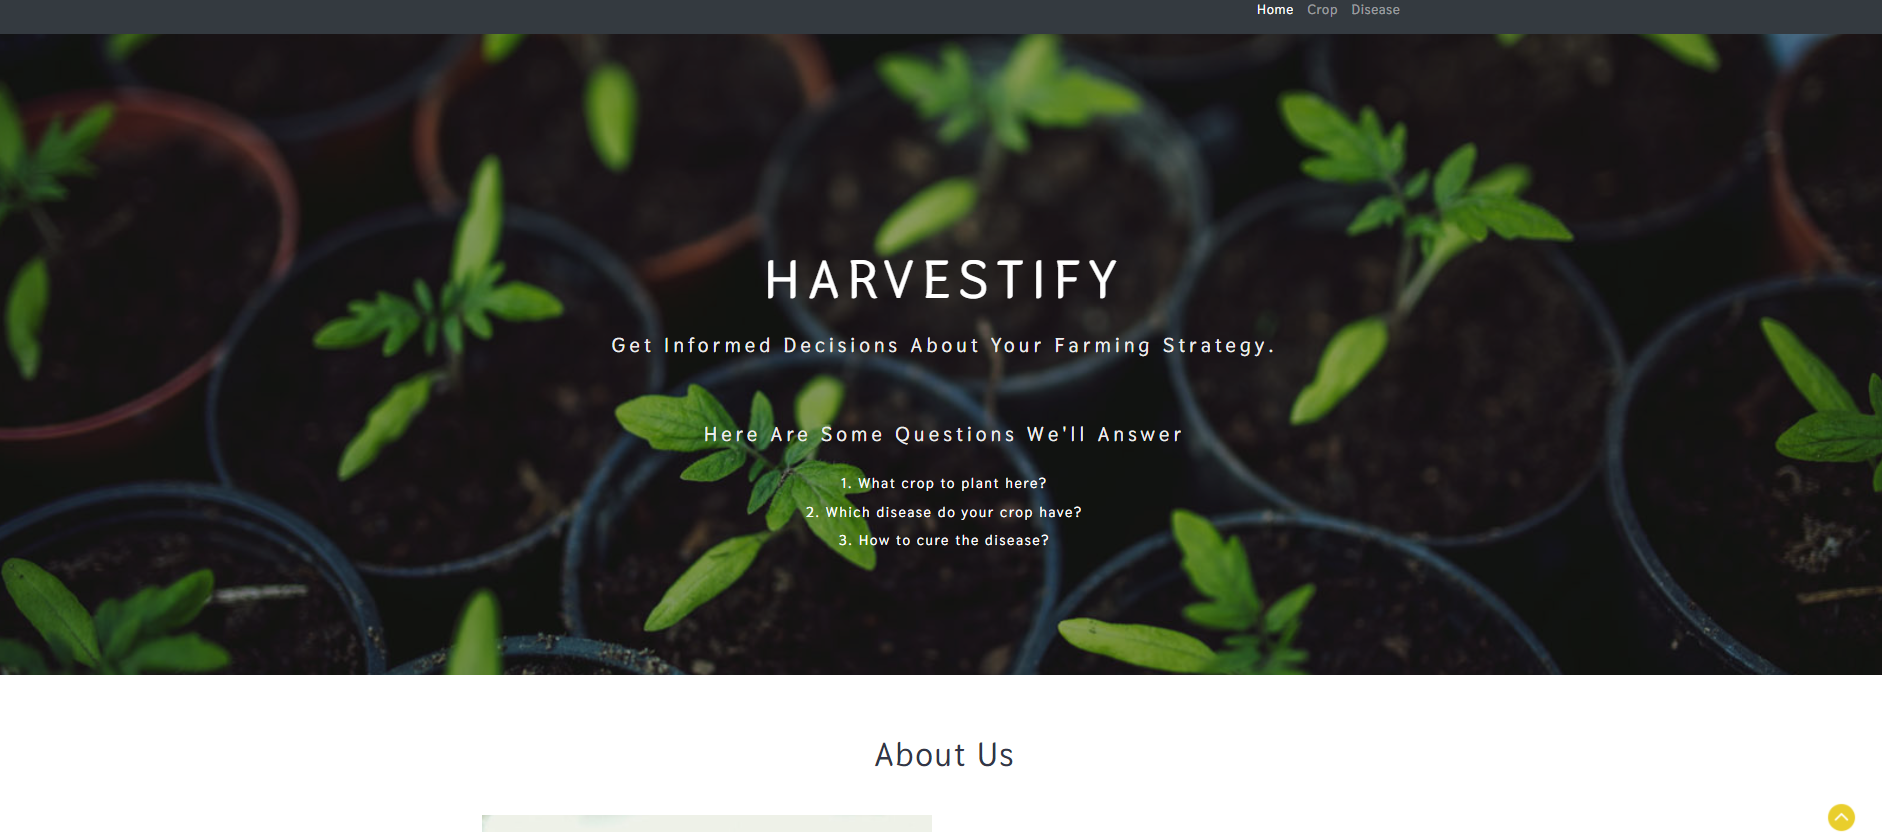 Home Crop Disease
HARVESTIFY
Get Informed Decisions About Your Farming Strategy.
Here Are Some Questions We'll Answer
1. What crop to plant here?
2. Which disease do your crop have?
3. How to cure the disease?
About Us